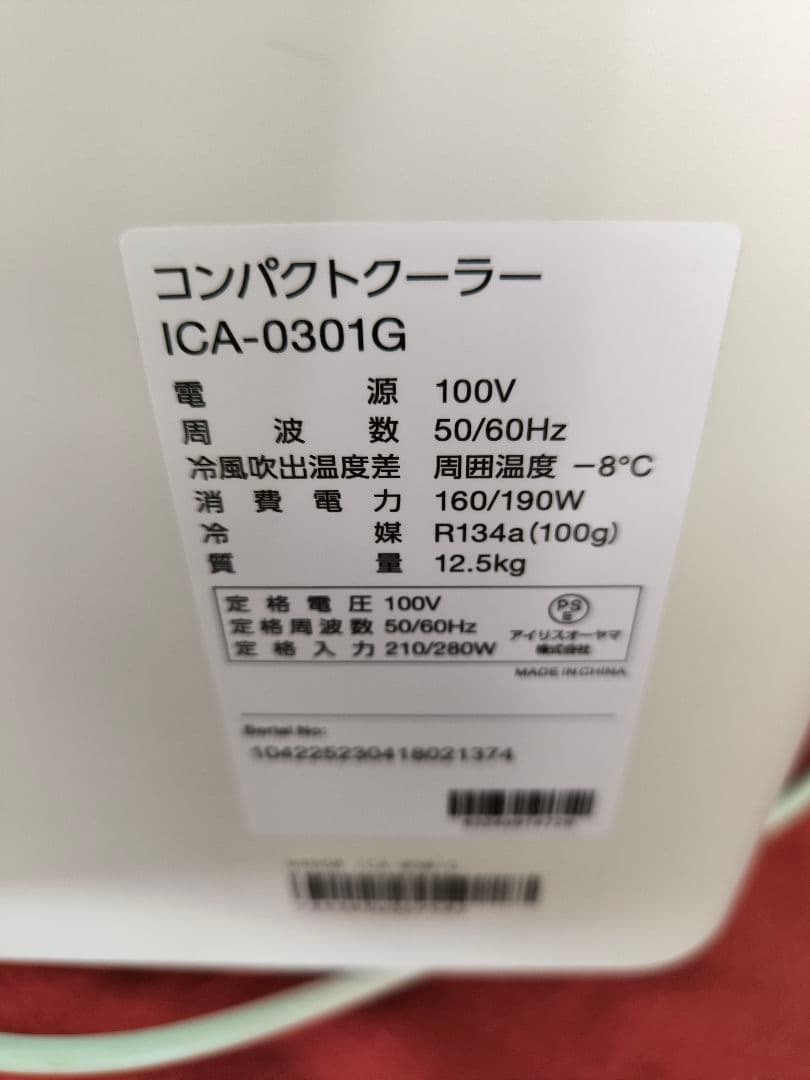 コンパクトクーラー
ICA-0301G
電源 100V
周波数 50/60Hz
冷風吹出温度差 周囲温度 −8℃
消費電力 160/190W
冷媒 R134a(100g)
質量 12.5kg
定格電圧 100V
定格周波数 50/60Hz
定格入力 210/280W
PS
E
アイリスオーヤマ
株式会社
MADE IN CHINA
Serial No:
104225230418021374